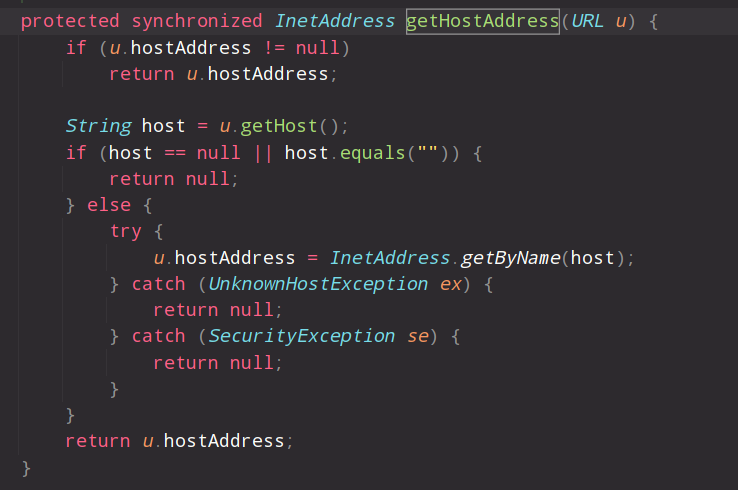 protected synchronized InetAddress getHostAddress(URL u) {
    if (u.hostAddress != null)
        return u.hostAddress;

    String host = u.getHost();
    if (host == null || host.equals("")) {
        return null;
    } else {
        try {
            u.hostAddress = InetAddress.getByName(host);
        } catch (UnknownHostException ex) {
            return null;
        } catch (SecurityException se) {
            return null;
        }
    }
    return u.hostAddress;
}